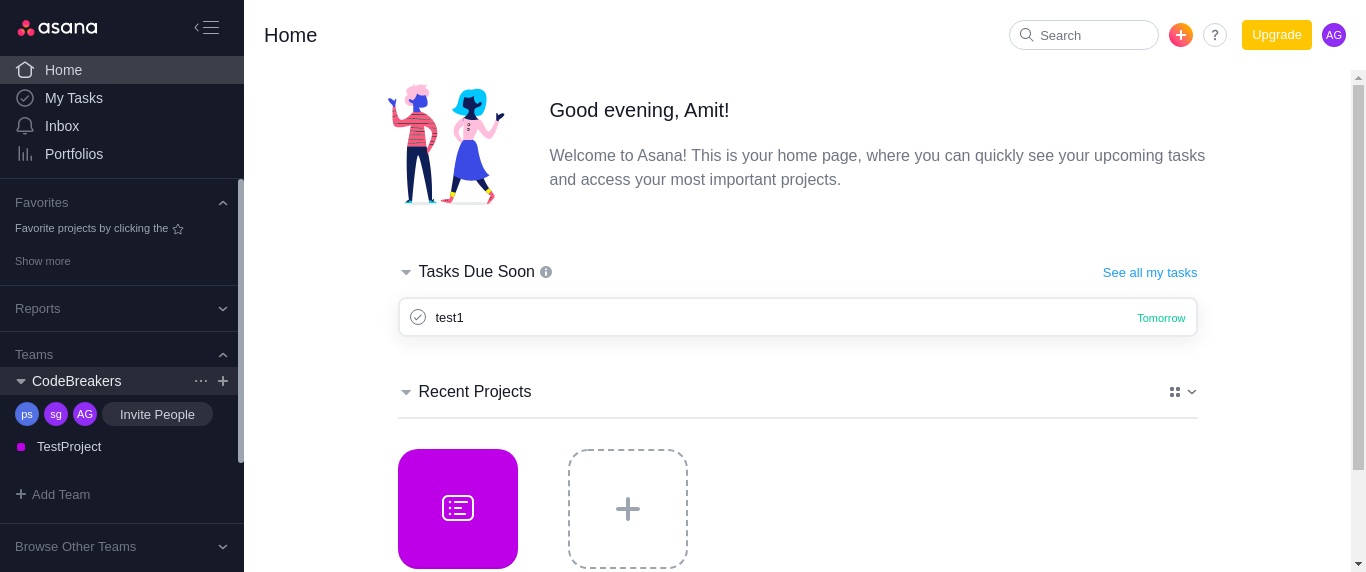 asana
Home
My Tasks
Inbox
Portfolios
Favorites
Favorite projects by clicking the
Show more
Reports
Teams
CodeBreakers
ps sg AG Invite People
TestProject
Add Team
Browse Other Teams
Home
Search
?
Upgrade
AG
Good evening, Amit!
Welcome to Asana! This is your home page, where you can quickly see your upcoming tasks
and access your most important projects.
Tasks Due Soon
See all my tasks
test1
Tomorrow
Recent Projects